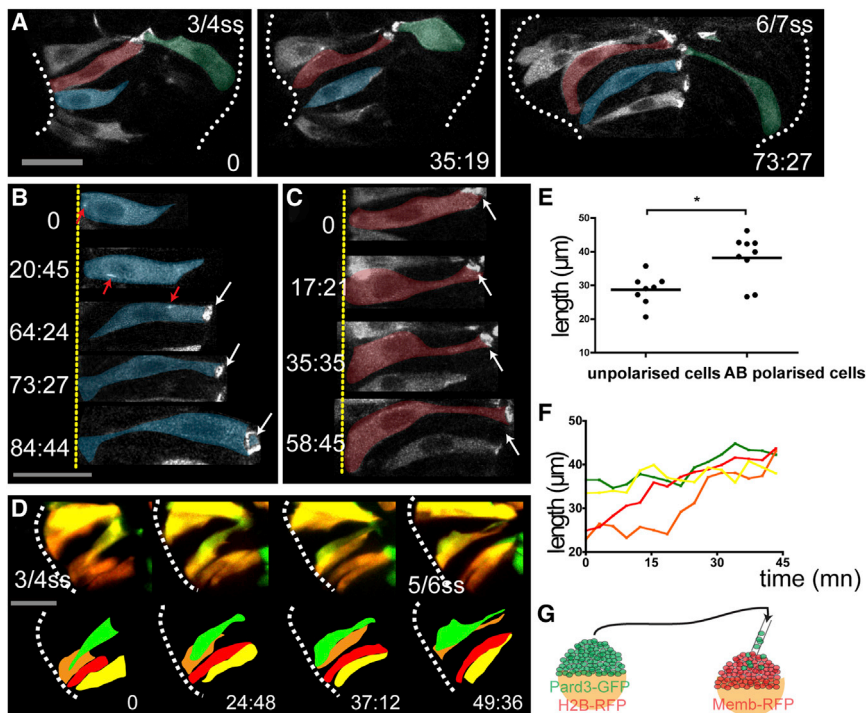 A
3/4ss
0
35:19
6/7ss
73:27
B
0
20:45
64:24
73:27
84:44
C
0
17:21
35:35
58:45
E
length (µm)
50
40
30
20
10
0
*
unpolarised cells
AB polarised cells
F
length (µm)
50
40
30
20
0
15
30
45
time (mn)
D
3/4ss
5/6ss
0
24:48
37:12
49:36
G
Pard3-GFP
H2B-RFP
Memb-RFP